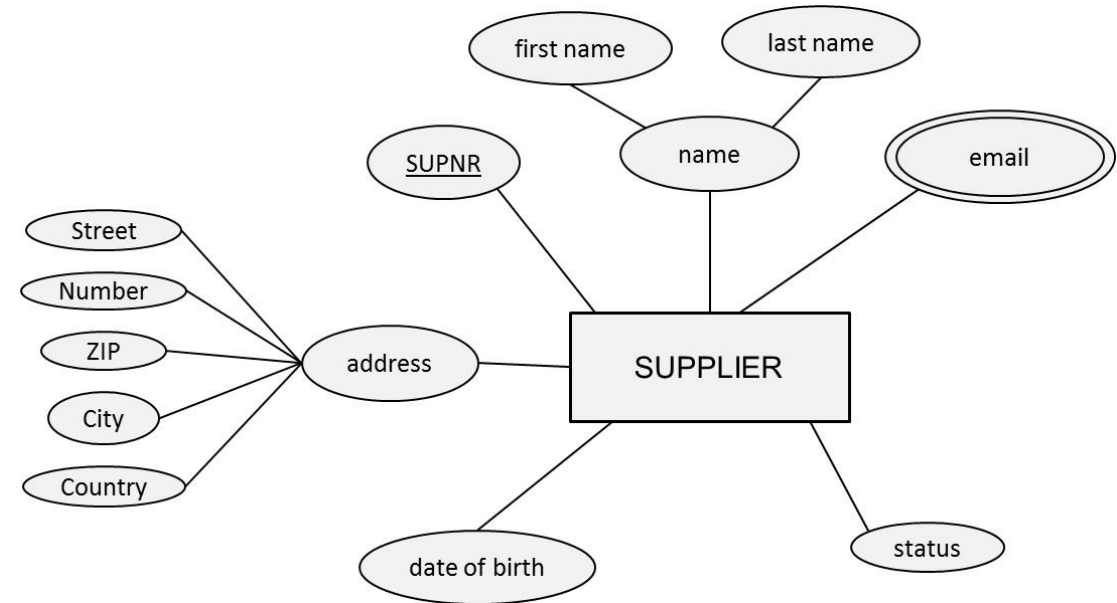 first name
last name
SUPNR
name
email
Street
Number
ZIP
City
Country
address
SUPPLIER
date of birth
status